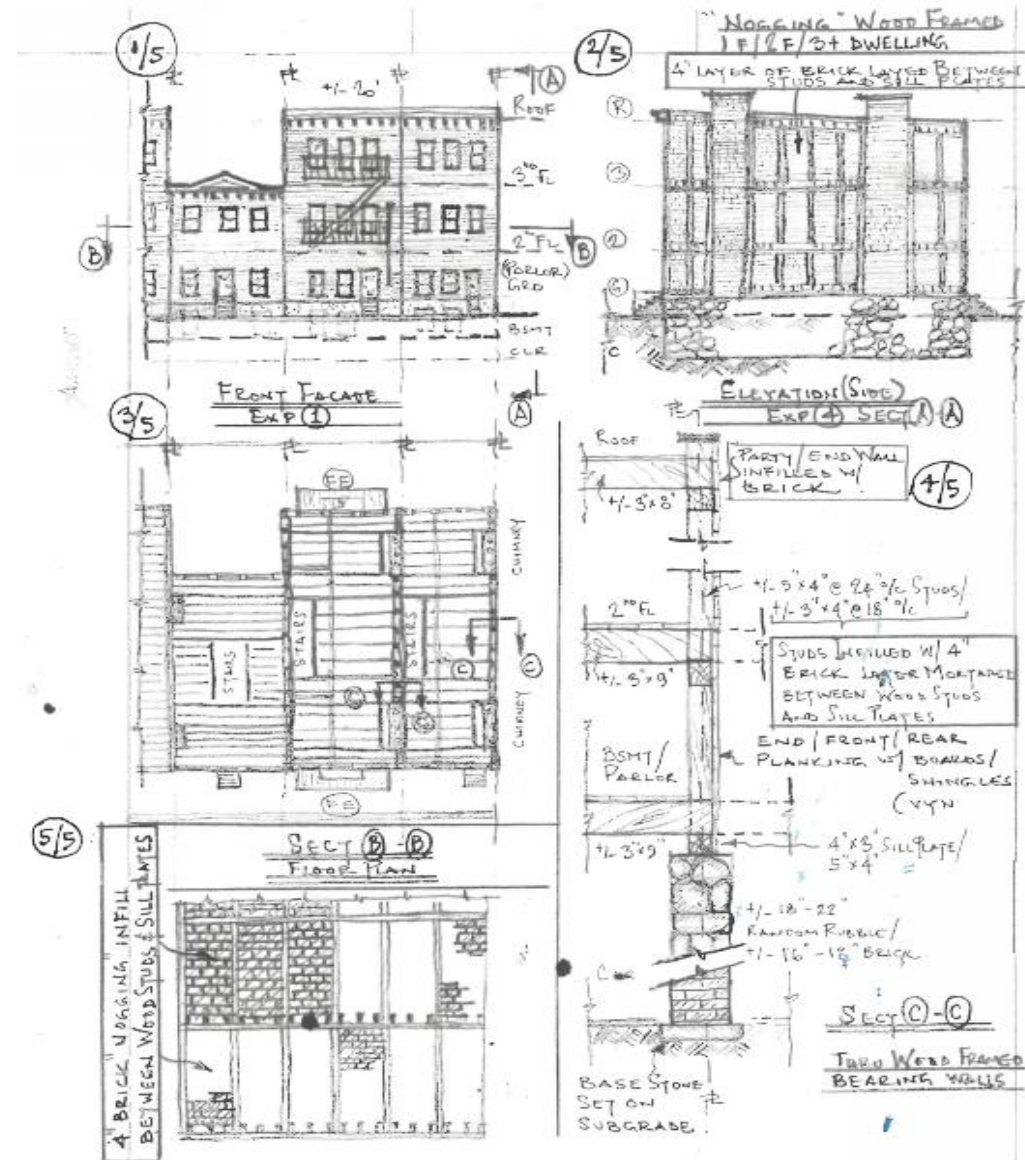 1/5
+/- 20'
A
ROOF
3RD FL
2ND FL
B
B
(PARLOR)
GRD
BSMT
CLR
FRONT FACADE
EXP 1
A
2/5
"NOGGING" WOOD FRAMED
1F/2F/3+ DWELLING
4" LAYER OF BRICK LAYED BETWEEN
STUDS AND SILL PLATES
R
3
2
G
C
ELEVATION (SIDE)
EXP 4 SECT A-A
3/5
FE
CHIMNEY
STAIRS
STAIRS
STAIRS
C
C
C
C
CHIMNEY
FE
SECT B-B
FLOOR PLAN
4/5
ROOF
PARTY/END WALL
INFILLED W/
BRICK
+/- 3"x8"
+/- 5"x4" @ 24" o/c STUDS/
+/- 3"x4" @ 18" o/c
2ND FL
+/- 3"x9"
STUDS INFILLED W/ 4"
BRICK LAYER MORTARED
BETWEEN WOOD STUDS
AND SILL PLATES
END/FRONT/REAR
PLANKING W/ BOARDS/
SHINGLES
(VYN
BSMT/
PARLOR
+/- 3"x9"
4"x3" SILL PLATE/
5"x4"
+/- 18"-22"
RANDOM RUBBLE/
+/- 16"-18" BRICK
SECT C-C
THRU WOOD FRAMED
BEARING WALLS
BASE STONE
SET ON
SUBGRADE
5/5
4" BRICK "NOGGING" INFILL
BETWEEN WOOD STUDS & SILL PLATES